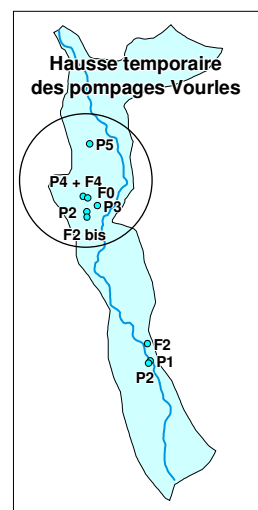 Hausse temporaire
des pompages Vourles
P5
P4 + F4
F0
P3
P2
F2 bis
F2
P1
P2